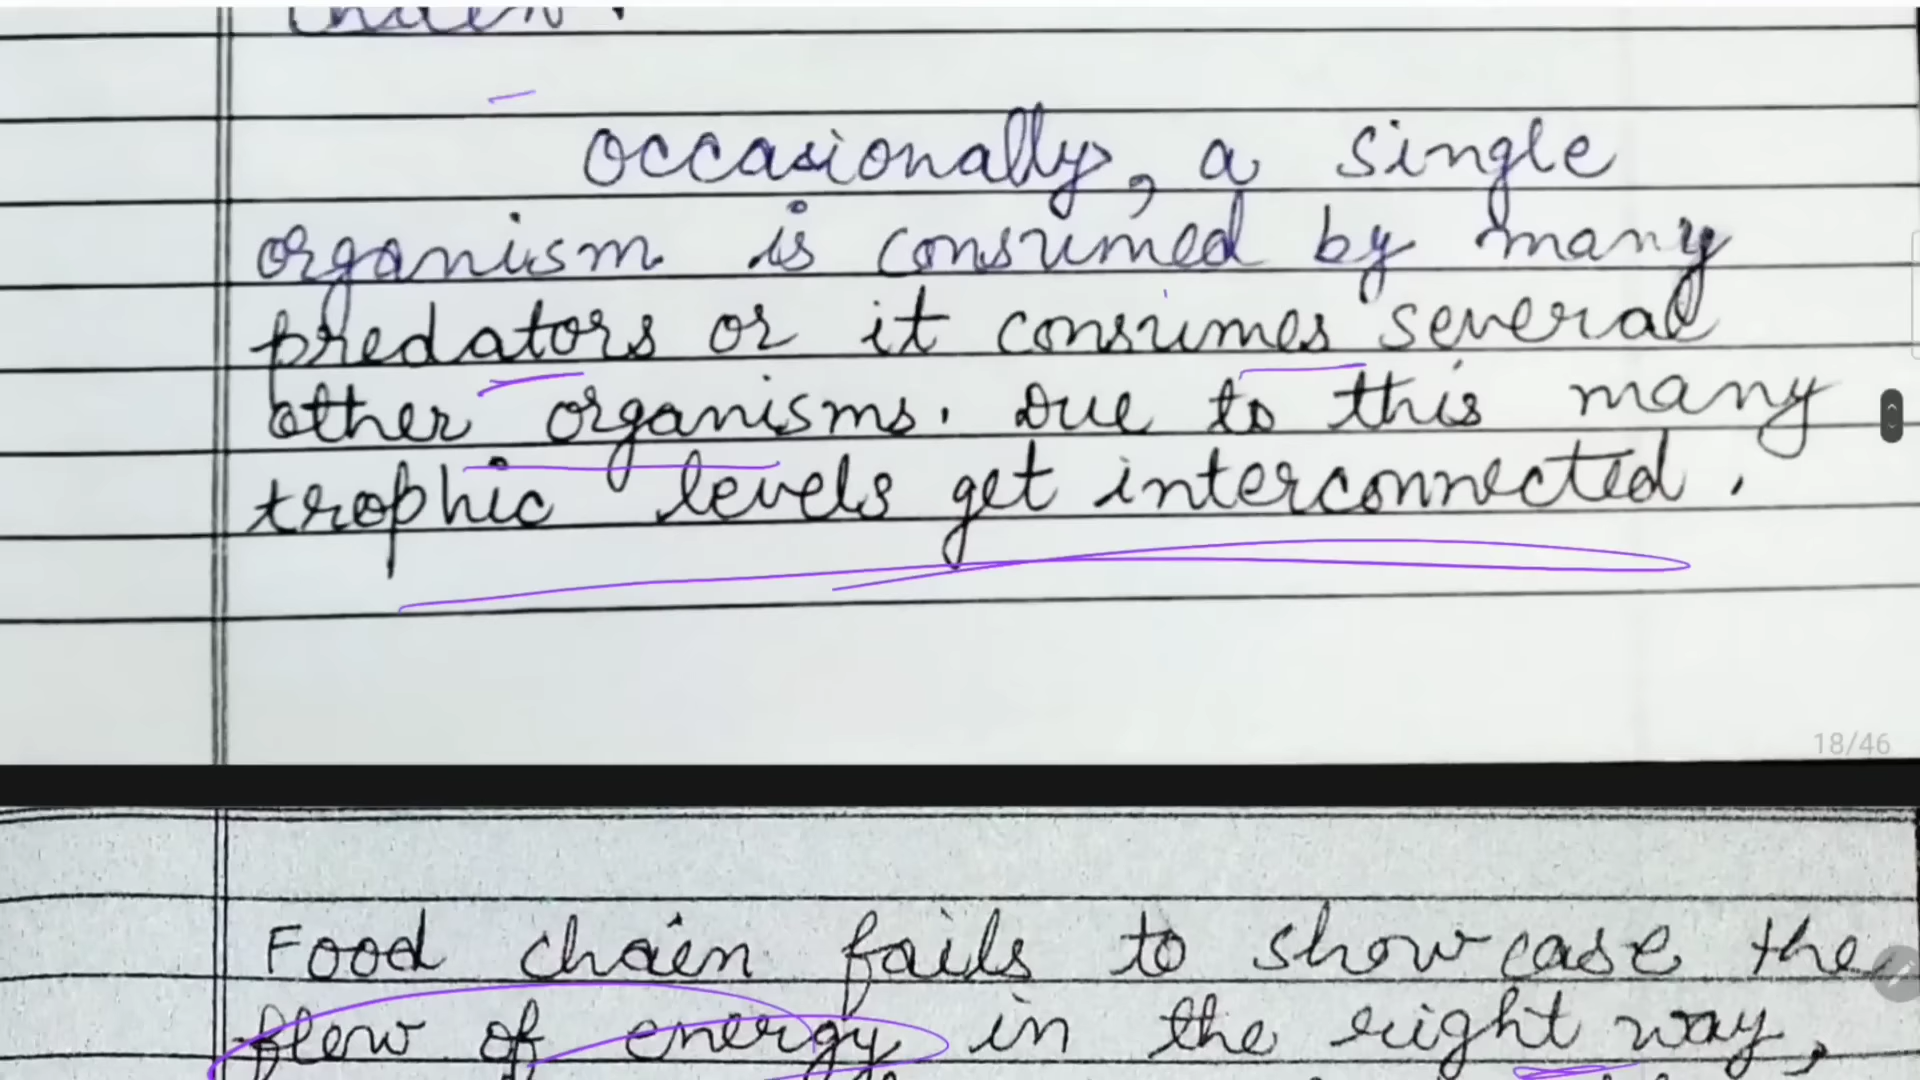 Occasionally, a single
organism is consumed by many
predators or it consumes several
other organisms. Due to this many
trophic levels get interconnected.
18/46
Food chain fails to showcase the
flow of energy in the right way,